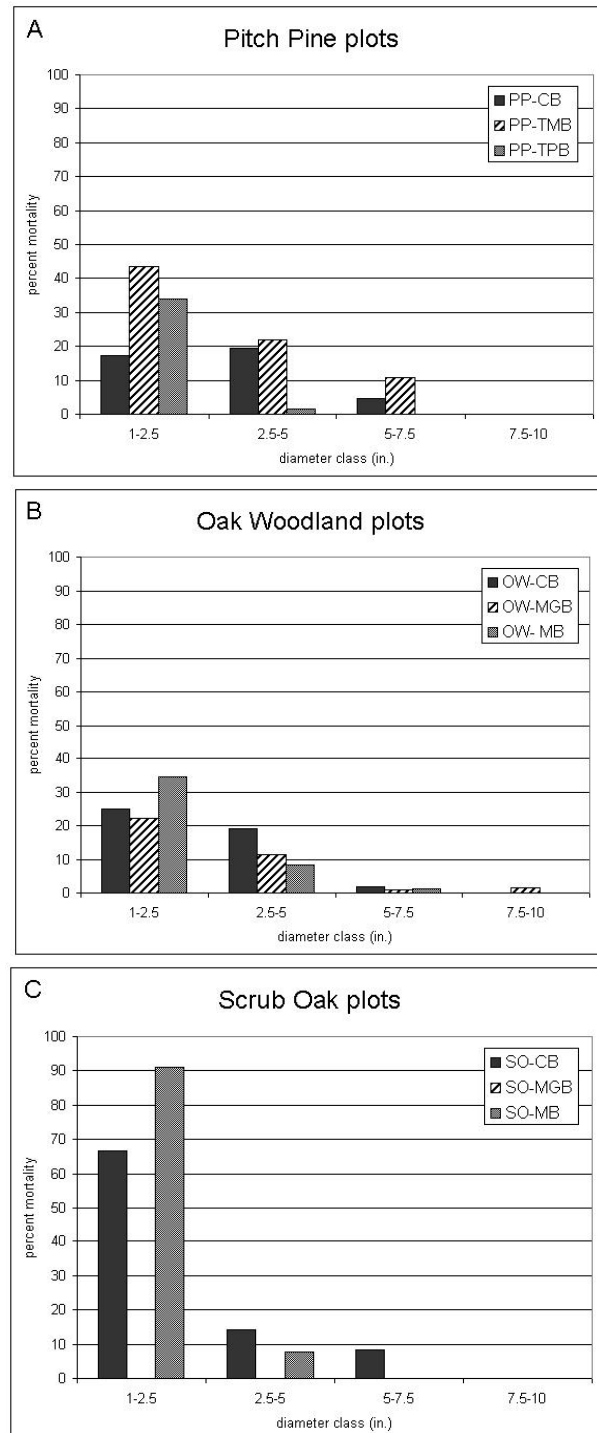 A
Pitch Pine plots
PP-CB
PP-TMB
PP-TPB
100
90
80
70
60
50
40
30
20
10
0
percent mortality
1-2.5 2.5-5 5-7.5 7.5-10
diameter class (in.)
B
Oak Woodland plots
OW-CB
OW-MGB
OW- MB
100
90
80
70
60
50
40
30
20
10
0
percent mortality
1-2.5 2.5-5 5-7.5 7.5-10
diameter class (in.)
C
Scrub Oak plots
SO-CB
SO-MGB
SO-MB
100
90
80
70
60
50
40
30
20
10
0
percent mortality
1-2.5 2.5-5 5-7.5 7.5-10
diameter class (in.)